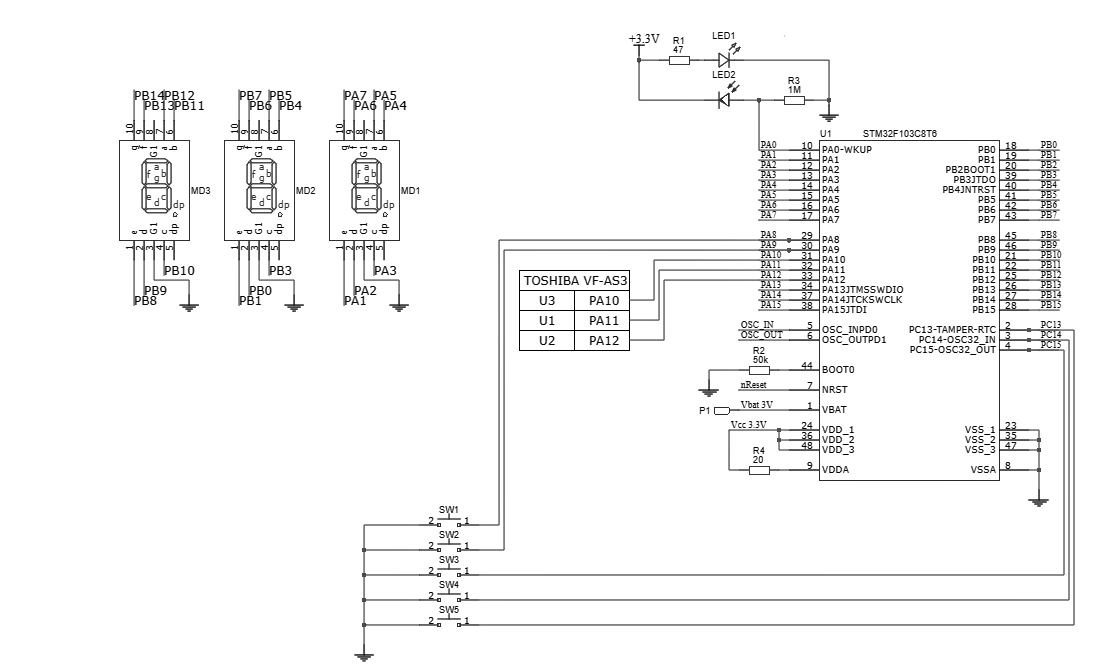 +3.3V
R1
47
LED1
LED2
R3
1M
PB14 PB12
PB13 PB11
10 9 8 7 6
g f G1 a b
a
f g b
e d c
dp
e d G1 c dp
1 2 3 4 5
MD3
PB10
PB9
PB8
PB7 PB5
PB6 PB4
10 9 8 7 6
g f G1 a b
a
f g b
e d c
dp
e d G1 c dp
1 2 3 4 5
MD2
PB3
PB0
PB1
PA7 PA5
PA6 PA4
10 9 8 7 6
g f G1 a b
a
f g b
e d c
dp
e d G1 c dp
1 2 3 4 5
MD1
PA3
PA2
PA1
U1 STM32F103C8T6
PA0 10 PA0-WKUP PB0 18 PB0
PA1 11 PA1 PB1 19 PB1
PA2 12 PA2 PB2BOOT1 20 PB2
PA3 13 PA3 PB3JTDO 39 PB3
PA4 14 PA4 PB4JNTRST 40 PB4
PA5 15 PA5 PB5 41 PB5
PA6 16 PA6 PB6 42 PB6
PA7 17 PA7 PB7 43 PB7
PA8 29 PA8 PB8 45 PB8
PA9 30 PA9 PB9 46 PB9
PA10 31 PA10 PB10 21 PB10
PA11 32 PA11 PB11 22 PB11
PA12 33 PA12 PB12 25 PB12
PA13 34 PA13JTMSSWDIO PB13 26 PB13
PA14 37 PA14JTCKSWCLK PB14 27 PB14
PA15 38 PA15JTDI PB15 28 PB15
OSC_IN 5 OSC_INPD0 PC13-TAMPER-RTC 2 PC13
OSC_OUT 6 OSC_OUTPD1 PC14-OSC32_IN 3 PC14
PC15-OSC32_OUT 4 PC15
R2
50k
44 BOOT0
nReset 7 NRST
P1 Vbat 3V 1 VBAT
Vcc 3.3V 24 VDD_1 VSS_1 23
36 VDD_2 VSS_2 35
48 VDD_3 VSS_3 47
R4
20
9 VDDA VSSA 8
TOSHIBA VF-AS3
U3 PA10
U1 PA11
U2 PA12
SW1
2 1
SW2
2 1
SW3
2 1
SW4
2 1
SW5
2 1